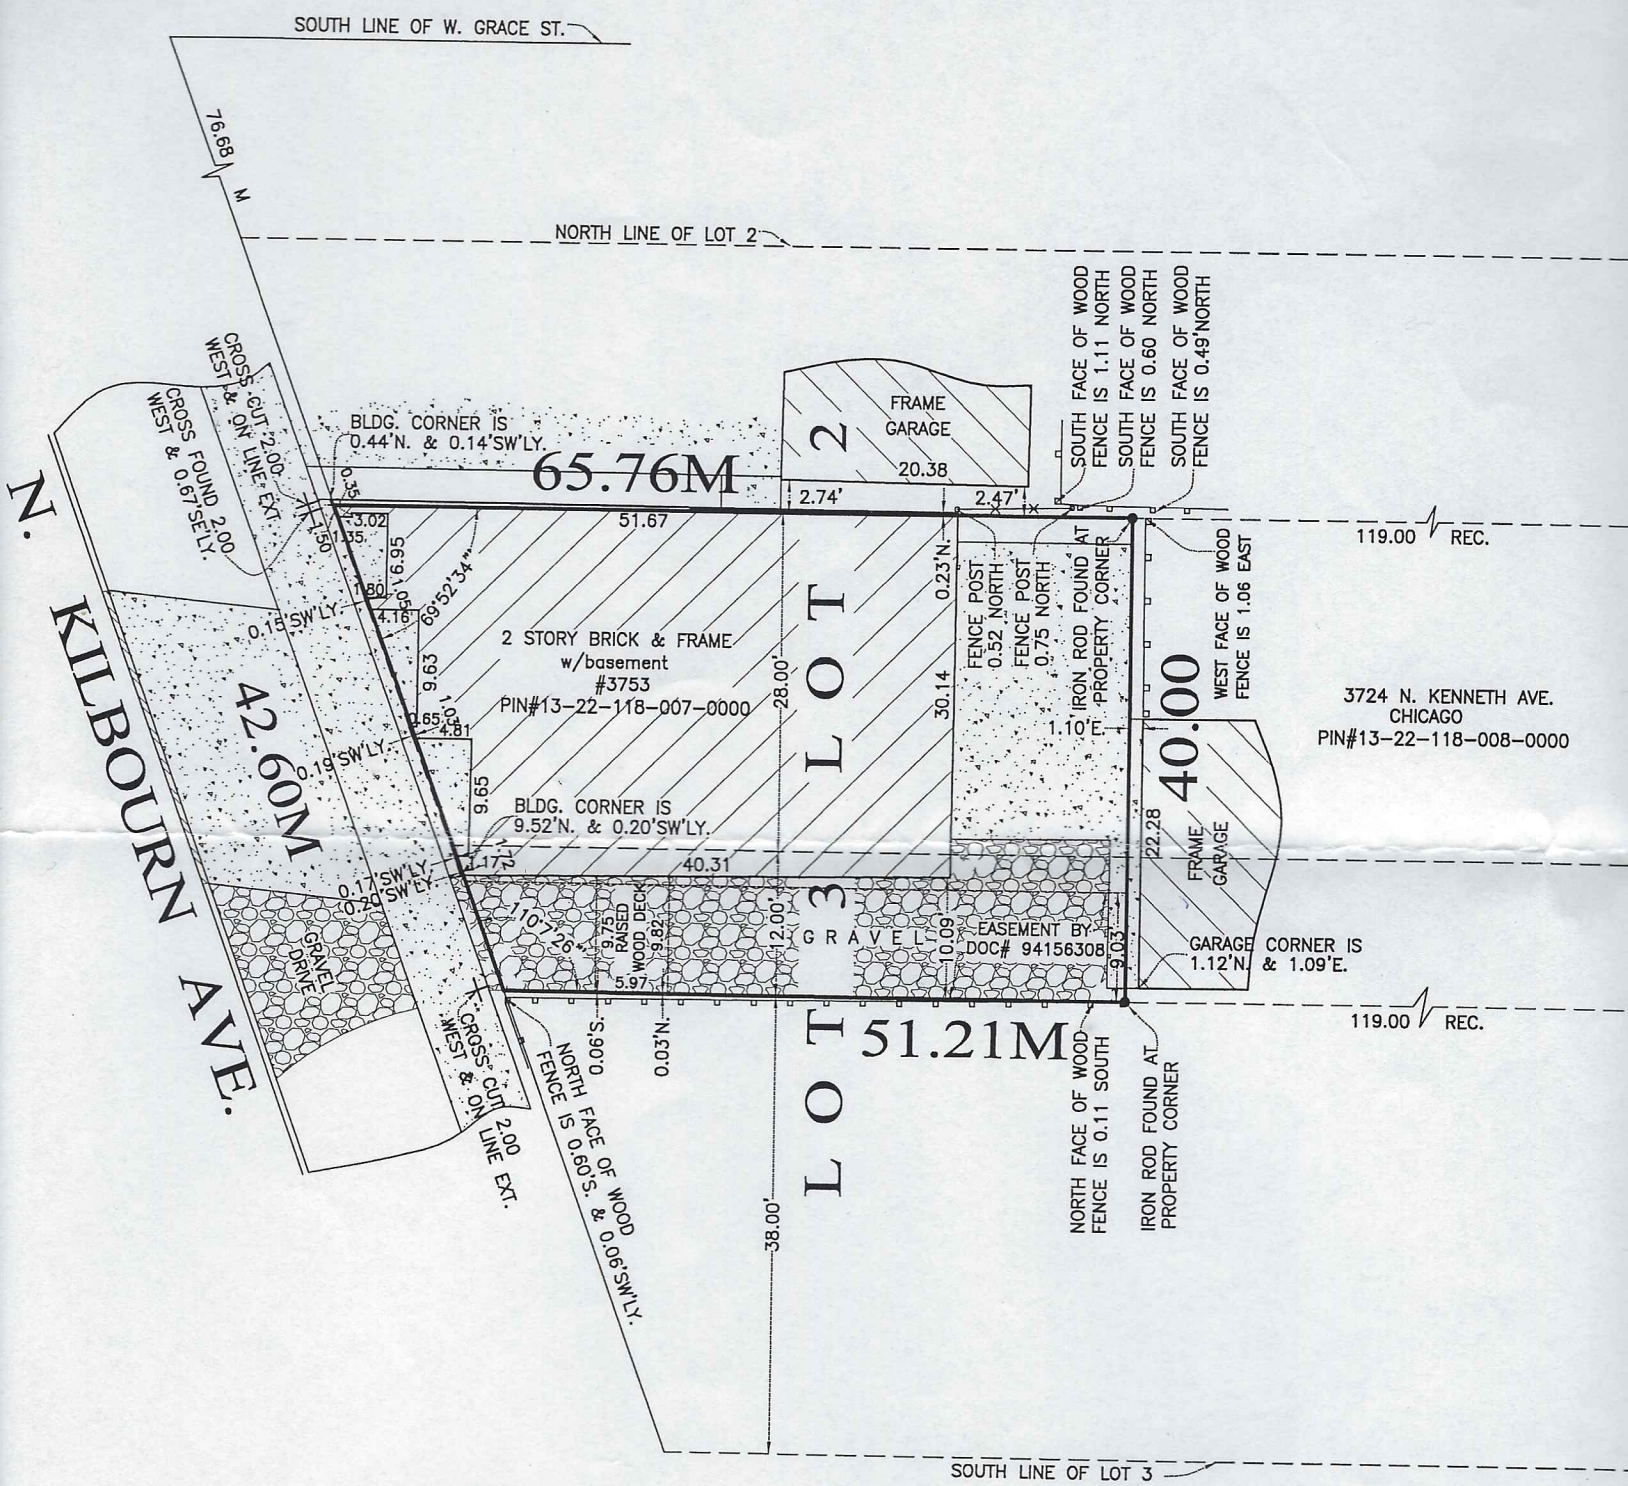 SOUTH LINE OF W. GRACE ST.
76.68 M
NORTH LINE OF LOT 2
CROSS CUT 2.00
WEST & ON LINE EXT.
CROSS FOUND 2.00
WEST & 0.67'SE'LY.
BLDG. CORNER IS
0.44'N. & 0.14'SW'LY.
65.76M
FRAME
GARAGE
20.38
2.74'
2.47'
SOUTH FACE OF WOOD
FENCE IS 1.11 NORTH
SOUTH FACE OF WOOD
FENCE IS 0.60 NORTH
SOUTH FACE OF WOOD
FENCE IS 0.49'NORTH
119.00 REC.
0.35
1.50
3.02
1.35
6.95
1.80
1.05
4.16
69°52'34"
51.67
0.15'SW'LY.
9.63
0.65
1.03
4.81
0.19'SW'LY.
9.65
2 STORY BRICK & FRAME
w/basement
#3753
PIN#13-22-118-007-0000
28.00'
LOT 2
0.23'N.
30.14
FENCE POST
0.52 NORTH
FENCE POST
0.75 NORTH
IRON ROD FOUND AT
PROPERTY CORNER
1.10'E.
40.00
WEST FACE OF WOOD
FENCE IS 1.06 EAST
3724 N. KENNETH AVE.
CHICAGO
PIN#13-22-118-008-0000
N. KILBOURN AVE.
42.60M
BLDG. CORNER IS
9.52'N. & 0.20'SW'LY.
1.17
1.72
40.31
0.17'SW'LY.
0.20'SW'LY.
22.28
FRAME
GARAGE
GRAVEL
DRIVE
110°7'26"
9.75
RAISED
WOOD DECK
9.82
5.97
12.00'
GRAVEL
10.09'
EASEMENT BY
DOC# 94156308
9.03
GARAGE CORNER IS
1.12'N. & 1.09'E.
119.00 REC.
CROSS CUT 2.00
WEST & ON LINE EXT.
NORTH FACE OF WOOD
FENCE IS 0.60'S. & 0.06'SW'LY.
0.06'S.
0.03'N.
LOT 3
51.21M
NORTH FACE OF WOOD
FENCE IS 0.11 SOUTH
IRON ROD FOUND AT
PROPERTY CORNER
38.00'
SOUTH LINE OF LOT 3